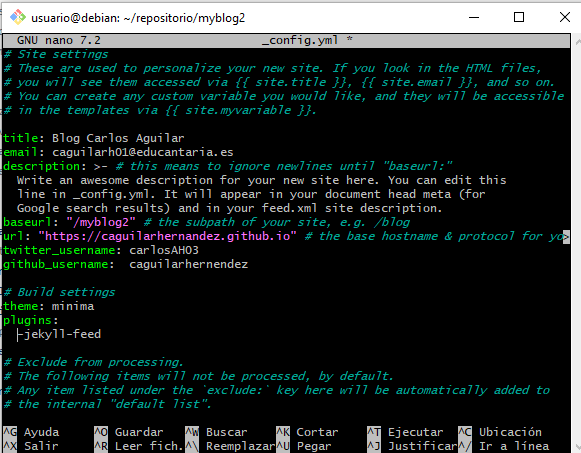 usuario@debian: ~/repositorio/myblog2
GNU nano 7.2 _config.yml *
# Site settings
# These are used to personalize your new site. If you look in the HTML files,
# you will see them accessed via {{ site.title }}, {{ site.email }}, and so on.
# You can create any custom variable you would like, and they will be accessible
# in the templates via {{ site.myvariable }}.
title: Blog Carlos Aguilar
email: caguilarh01@educantaria.es
description: >- # this means to ignore newlines until "baseurl:"
Write an awesome description for your new site here. You can edit this
line in _config.yml. It will appear in your document head meta (for
Google search results) and in your feed.xml site description.
baseurl: "/myblog2" # the subpath of your site, e.g. /blog
url: "https://caguilarhernandez.github.io" # the base hostname & protocol for yo>
twitter_username: carlosAHO3
github_username:  caguilarhernendez
# Build settings
theme: minima
plugins:
-jekyll-feed
# Exclude from processing.
# The following items will not be processed, by default.
# Any item listed under the `exclude:` key here will be automatically added to
# the internal "default list".
^G Ayuda ^O Guardar ^W Buscar ^K Cortar ^T Ejecutar ^C Ubicación
^X Salir ^R Leer fich. ^\ Reemplazar ^U Pegar ^J Justificar ^/ Ir a línea